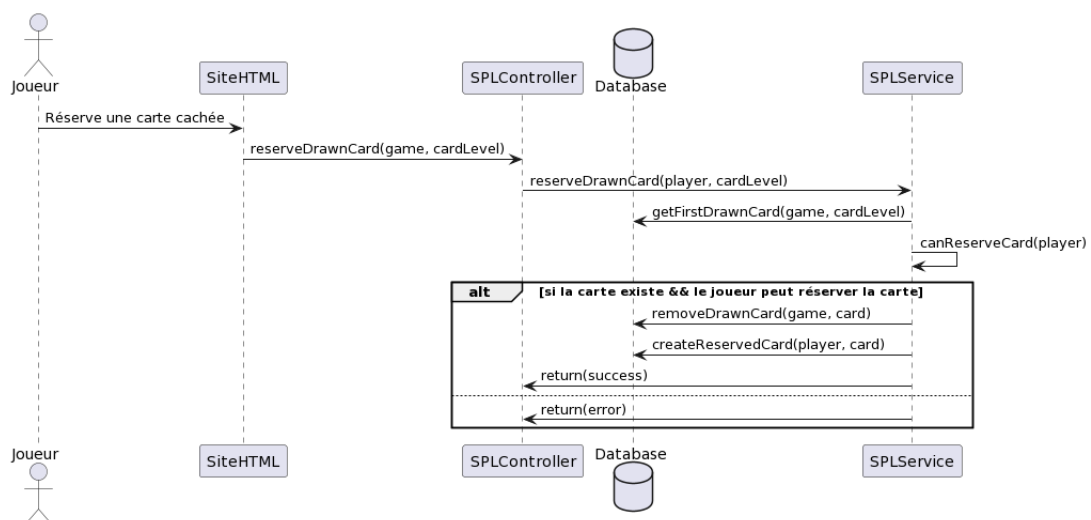 Joueur
SiteHTML
SPLController
Database
SPLService
Réserve une carte cachée
reserveDrawnCard(game, cardLevel)
reserveDrawnCard(player, cardLevel)
getFirstDrawnCard(game, cardLevel)
canReserveCard(player)
alt [si la carte existe && le joueur peut réserver la carte]
removeDrawnCard(game, card)
createReservedCard(player, card)
return(success)
return(error)
Joueur
SiteHTML
SPLController
Database
SPLService